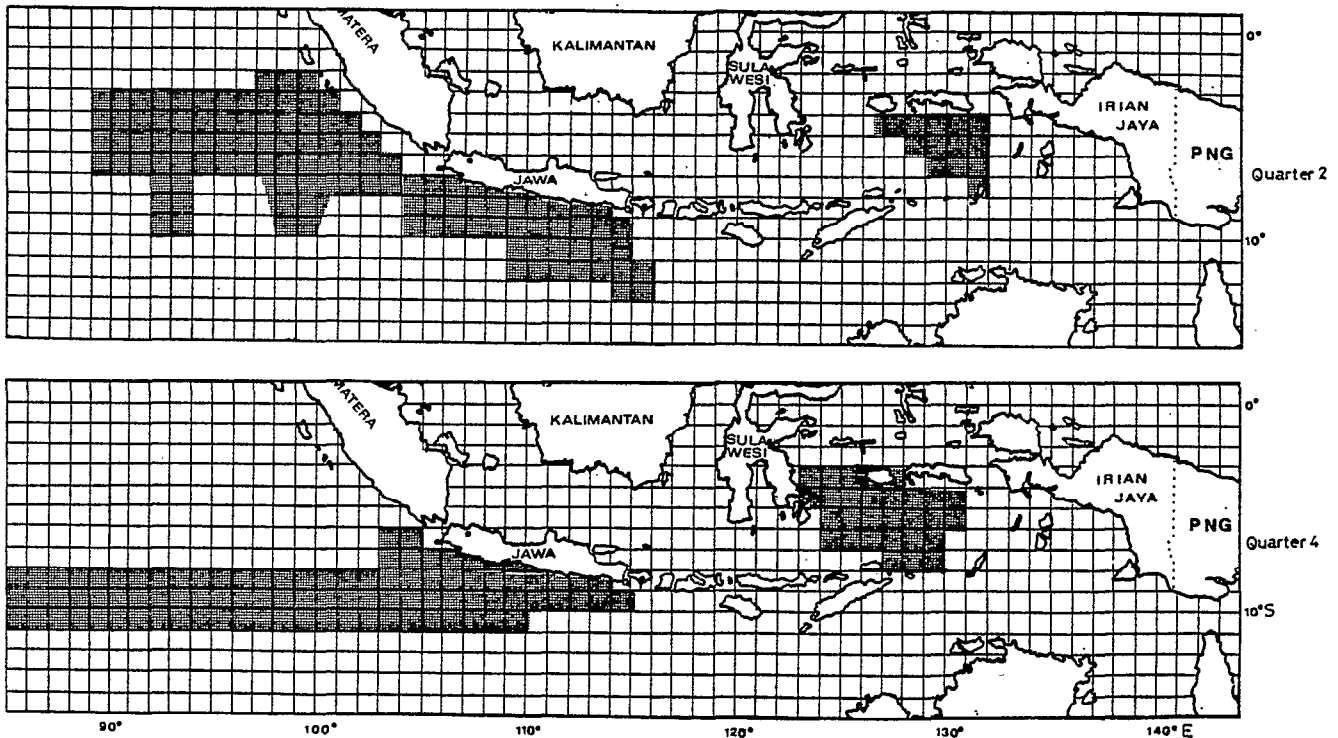 MATERA
KALIMANTAN
SULA
WESI
JAWA
IRIAN
JAYA
PNG
0°
Quarter 2
10°
MATERA
KALIMANTAN
SULA
WESI
JAWA
IRIAN
JAYA
PNG
0°
Quarter 4
10°S
90°
100°
110°
120°
130°
140° E